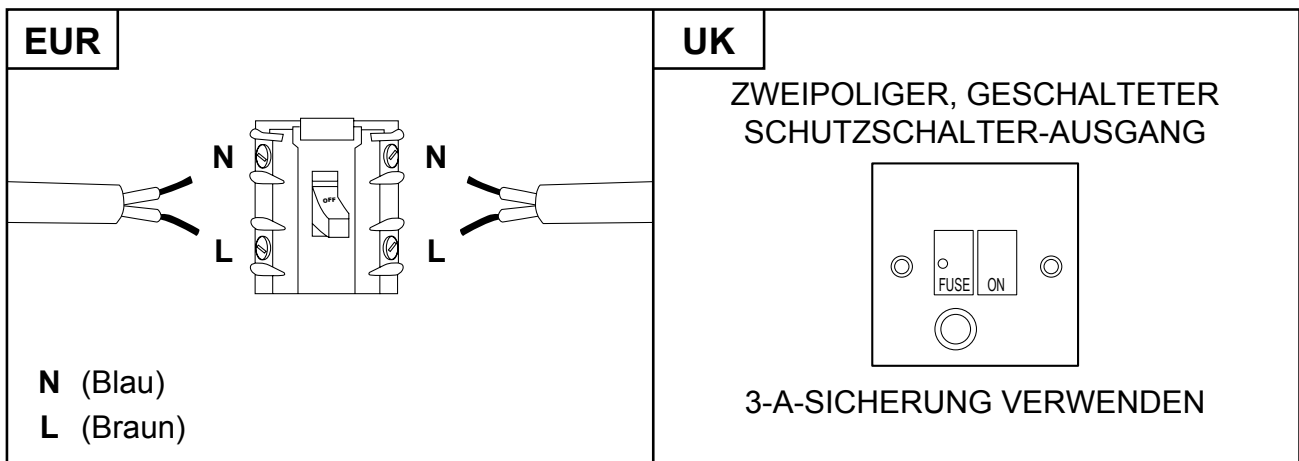 EUR
N
N
OFF
L
L
N (Blau)
L (Braun)
UK
ZWEIPOLIGER, GESCHALTETER
SCHUTZSCHALTER-AUSGANG
FUSE ON
3-A-SICHERUNG VERWENDEN